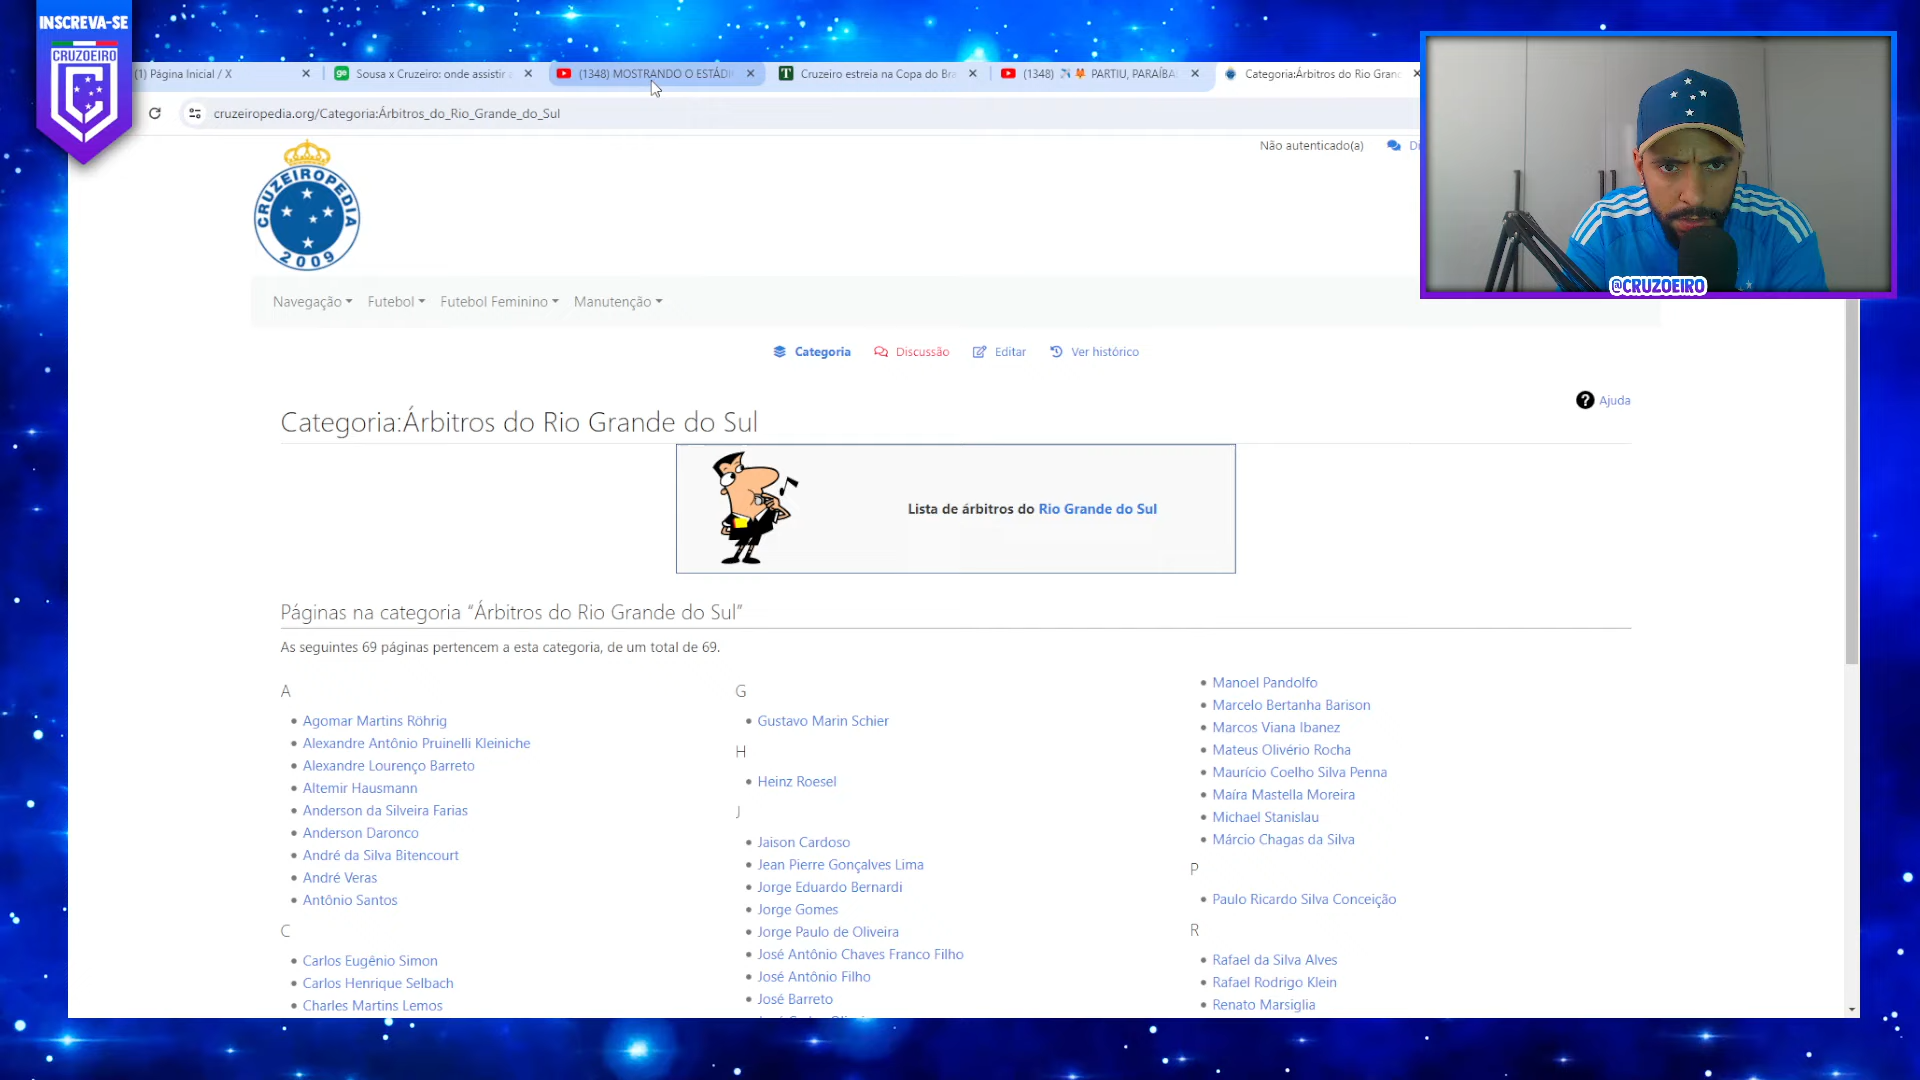 INSCREVA-SE
CRUZOEIRO
(1) Página Inicial / X
Sousa x Cruzeiro: onde assistir
(1348) MOSTRANDO O ESTÁDI
Cruzeiro estreia na Copa do Bra
(1348) ✈ 🦊 PARTIU, PARAÍBA
Categoria:Árbitros do Rio Grand
cruzeiropedia.org/Categoria:Árbitros_do_Rio_Grande_do_Sul
Não autenticado(a)
CRUZEIROPEDIA
2009
@CRUZOEIRO
Navegação
Futebol
Futebol Feminino
Manutenção
Categoria
Discussão
Editar
Ver histórico
Ajuda
Categoria:Árbitros do Rio Grande do Sul
Lista de árbitros do Rio Grande do Sul
Páginas na categoria “Árbitros do Rio Grande do Sul”
As seguintes 69 páginas pertencem a esta categoria, de um total de 69.
A
Agomar Martins Röhrig
Alexandre Antônio Pruinelli Kleiniche
Alexandre Lourenço Barreto
Altemir Hausmann
Anderson da Silveira Farias
Anderson Daronco
André da Silva Bitencourt
André Veras
Antônio Santos
C
Carlos Eugênio Simon
Carlos Henrique Selbach
Charles Martins Lemos
G
Gustavo Marin Schier
H
Heinz Roesel
J
Jaison Cardoso
Jean Pierre Gonçalves Lima
Jorge Eduardo Bernardi
Jorge Gomes
Jorge Paulo de Oliveira
José Antônio Chaves Franco Filho
José Antônio Filho
José Barreto
Manoel Pandolfo
Marcelo Bertanha Barison
Marcos Viana Ibanez
Mateus Olivério Rocha
Maurício Coelho Silva Penna
Maíra Mastella Moreira
Michael Stanislau
Márcio Chagas da Silva
P
Paulo Ricardo Silva Conceição
R
Rafael da Silva Alves
Rafael Rodrigo Klein
Renato Marsiglia